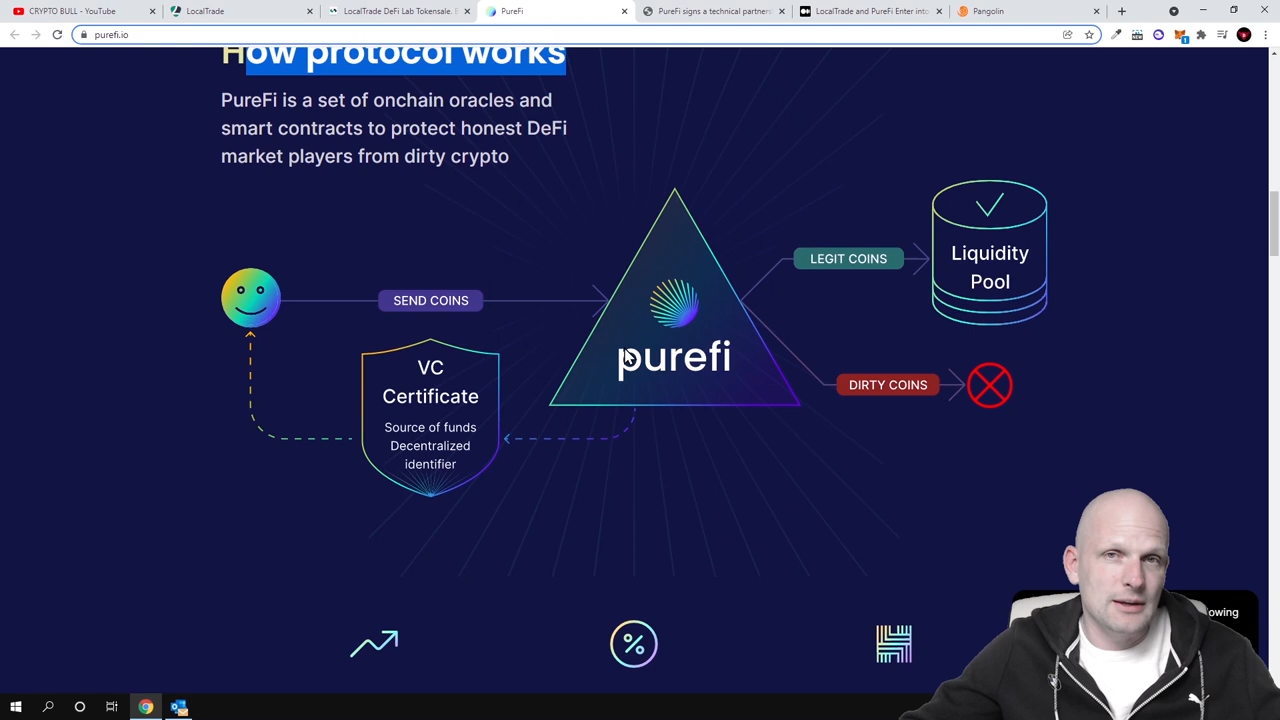 CRYPTO BULL - YouTube
LocalTrade
LocalTrade DeFi Lab Tokensale. E
PureFi
PureFi signs a technical partners
LocalTrade and PureFi Enter into
Pangolin
purefi.io
How protocol works
PureFi is a set of onchain oracles and
smart contracts to protect honest DeFi
market players from dirty crypto
SEND COINS
VC
Certificate
Source of funds
Decentralized
identifier
purefi
LEGIT COINS
Liquidity
Pool
DIRTY COINS
owing